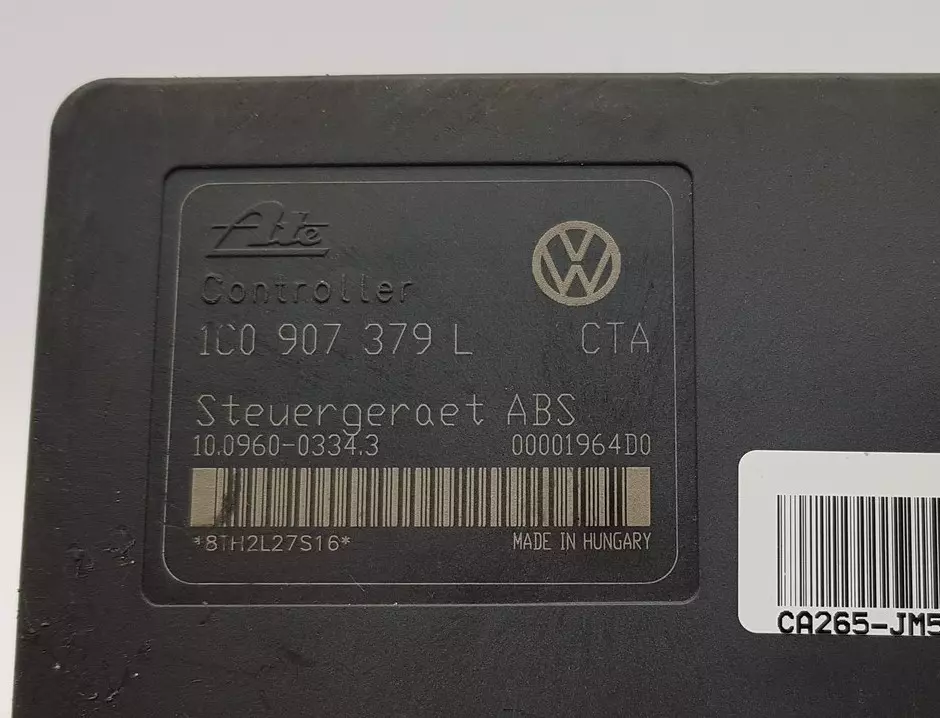 Ate
Controller
1C0 907 379 L CTA
Steuergeraet ABS
10.0960-0334.3 00001964D0
*8TH2L27S16* MADE IN HUNGARY
CA265-JM5